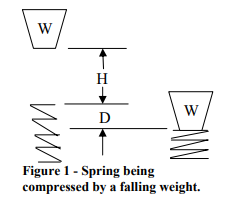 W
H
W
D
Figure 1 - Spring being
compressed by a falling weight.